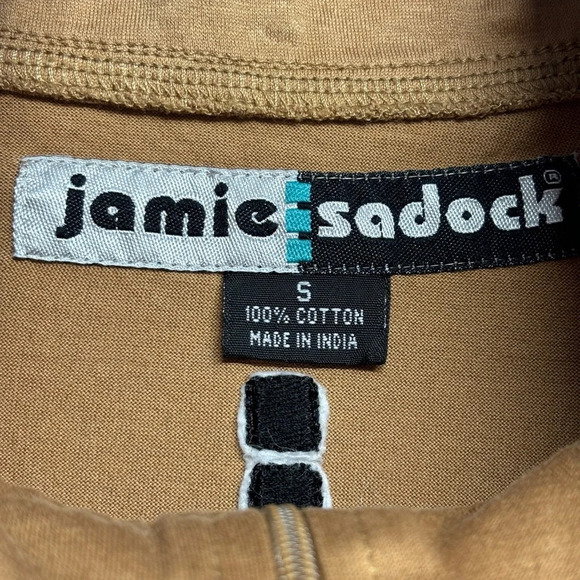 jamie sadock®
S
100% COTTON
MADE IN INDIA